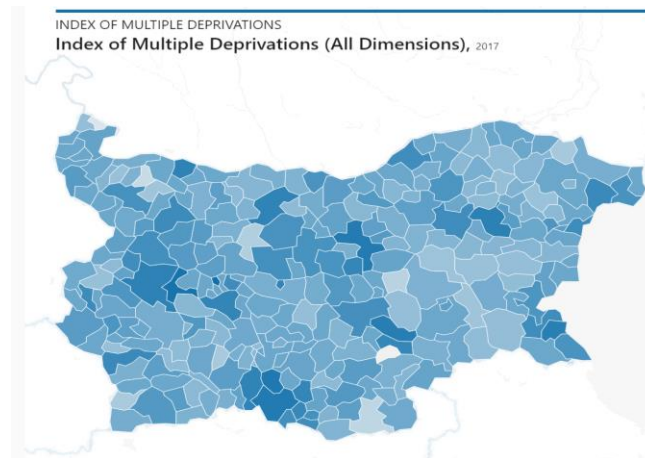 INDEX OF MULTIPLE DEPRIVATIONS
Index of Multiple Deprivations (All Dimensions), 2017